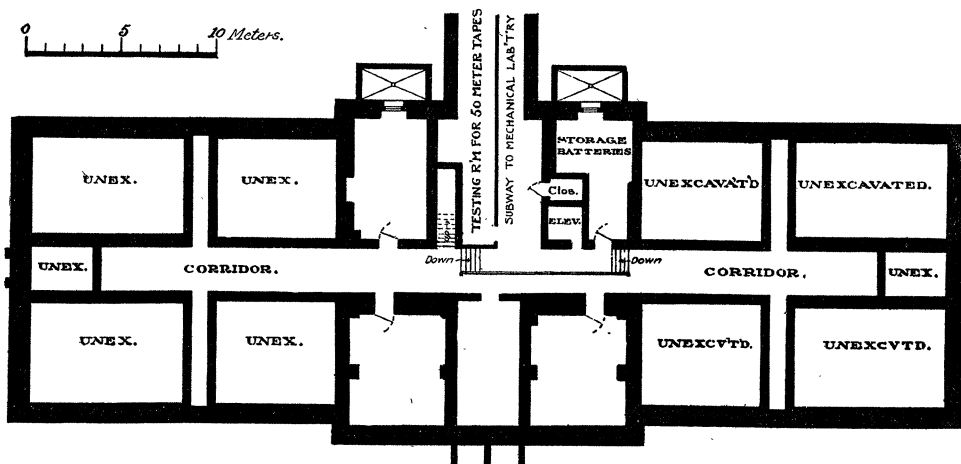 0 5 10 Meters.
TESTING R'M FOR 50 METER TAPES
SUBWAY TO MECHANICAL LAB'T'RY
STORAGE
BATTERIES
UNEX.
UNEX.
UNEXCAVAT'D
UNEXCAVATED.
Clos.
ELEV.
UNEX.
CORRIDOR.
Down
Down
CORRIDOR.
UNEX.
UNEX.
UNEX.
UNEXCV'T'D.
UNEXCVTD.